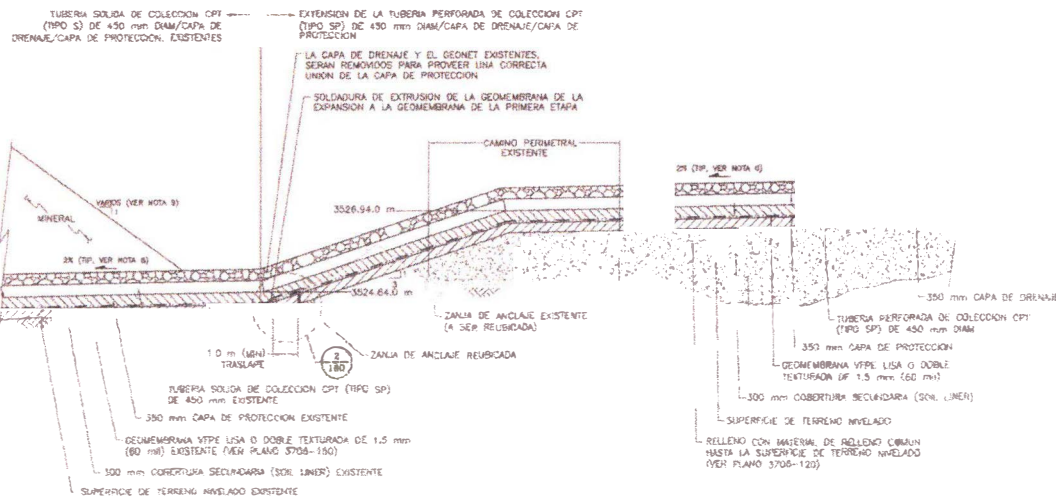 TUBERIA SOLIDA DE COLECCION CPT
(TIPO S) DE 450 mm DIAM/CAPA DE
DRENAJE/CAPA DE PROTECCION, EXISTENTES
EXTENSION DE LA TUBERIA PERFORADA DE COLECCION CPT
(TIPO SP) DE 450 mm DIAM/CAPA DE DRENAJE/CAPA DE
PROTECCION
LA CAPA DE DRENAJE Y EL GEONET EXISTENTES,
SERAN REMOVIDOS PARA PROVEER UNA CORRECTA
UNION DE LA CAPA DE PROTECCION
SOLDADURA DE EXTRUSION DE LA GEOMEMBRANA DE LA
EXPANSION A LA GEOMEMBRANA DE LA PRIMERA ETAPA
CAMINO PERIMETRAL
EXISTENTE
2% (TIP, VER NOTA 6)
VARIOS (VER NOTA 9)
1
MINERAL
3526.94.0 m
2% (TIP, VER NOTA 6)
3
3524.64.0 m
350 mm CAPA DE DRENAJE
ZANJA DE ANCLAJE EXISTENTE
(A SER REUBICADA)
TUBERIA PERFORADA DE COLECCION CPT
(TIPO SP) DE 450 mm DIAM
350 mm CAPA DE PROTECCION
1.0 m (MIN)
TRASLAPE
2
180
ZANJA DE ANCLAJE REUBICADA
GEOMEMBRANA VFPE LISA O DOBLE
TEXTURADA DE 1.5 mm (60 mil)
TUBERIA SOLIDA DE COLECCION CPT (TIPO SP)
DE 450 mm EXISTENTE
300 mm COBERTURA SECUNDARIA (SOIL LINER)
350 mm CAPA DE PROTECCION EXISTENTE
SUPERFICIE DE TERRENO NIVELADO
GEOMEMBRANA VFPE LISA O DOBLE TEXTURADA DE 1.5 mm
(60 mil) EXISTENTE (VER PLANO 3706-150)
RELLENO CON MATERIAL DE RELLENO COMUN
HASTA LA SUPERFICIE DE TERRENO NIVELADO
(VER PLANO 3706-120)
300 mm COBERTURA SECUNDARIA (SOIL LINER) EXISTENTE
SUPERFICIE DE TERRENO NIVELADO EXISTENTE